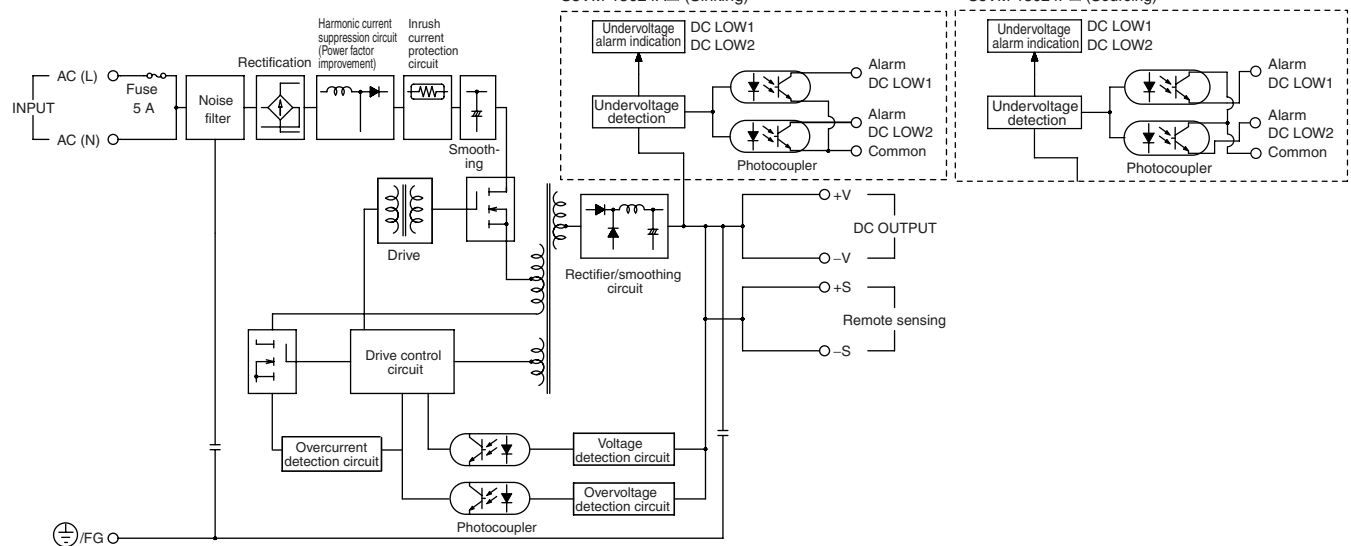 (Sinking)
(Sourcing)
Undervoltage
alarm indication
DC LOW1
DC LOW2
Undervoltage
detection
Alarm
DC LOW1
Alarm
DC LOW2
Common
Photocoupler
Undervoltage
alarm indication
DC LOW1
DC LOW2
Undervoltage
detection
Alarm
DC LOW1
Alarm
DC LOW2
Common
Photocoupler
INPUT
AC (L)
AC (N)
Fuse
5 A
Noise
filter
Rectification
Harmonic current
suppression circuit
(Power factor
improvement)
Inrush
current
protection
circuit
Smooth-
ing
Drive
Rectifier/smoothing
circuit
+V
DC OUTPUT
–V
+S
Remote sensing
–S
Drive control
circuit
Overcurrent
detection circuit
Voltage
detection circuit
Overvoltage
detection circuit
Photocoupler
/FG